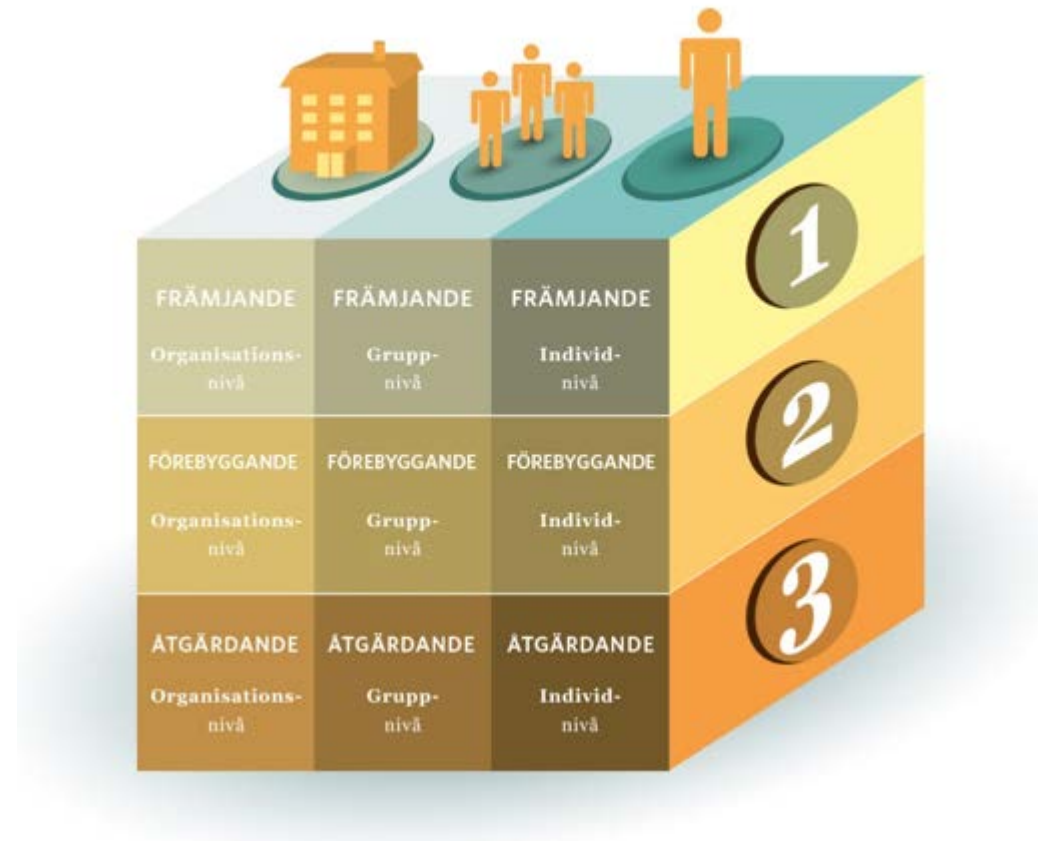 1
FRÄMJANDE FRÄMJANDE FRÄMJANDE
Organisations- Grupp- Individ-
nivå nivå nivå
2
FÖREBYGGANDE FÖREBYGGANDE FÖREBYGGANDE
Organisations- Grupp- Individ-
nivå nivå nivå
3
ÅTGÄRDANDE ÅTGÄRDANDE ÅTGÄRDANDE
Organisations- Grupp- Individ-
nivå nivå nivå